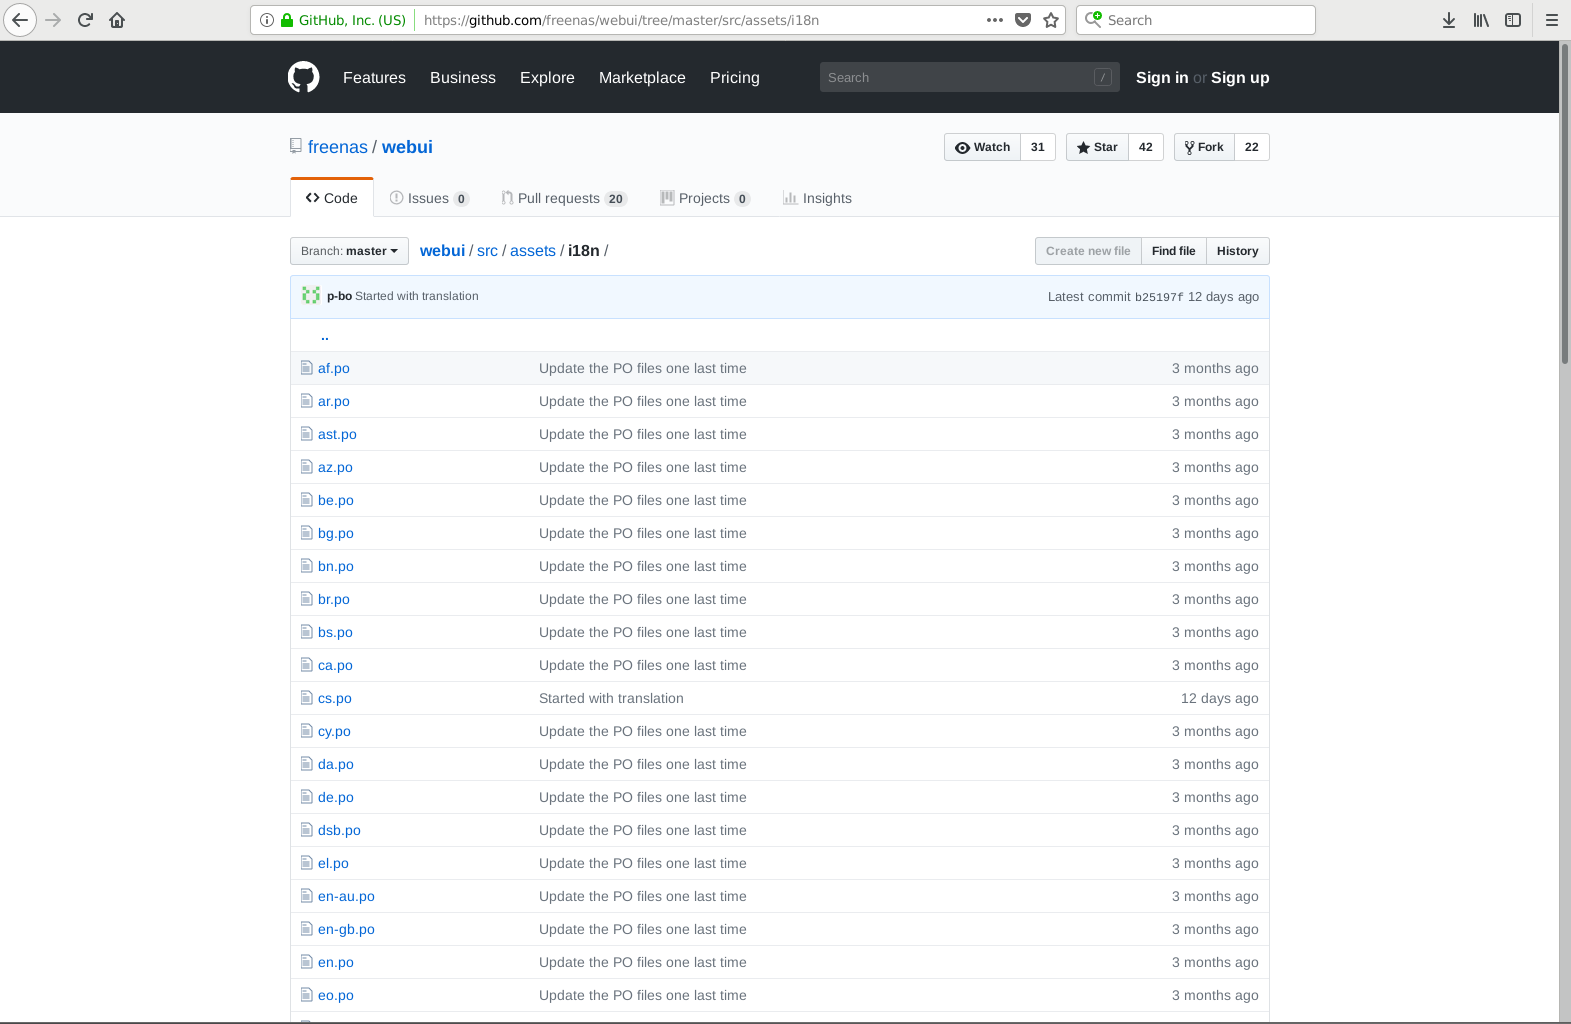 GitHub, Inc. (US) https://github.com/freenas/webui/tree/master/src/assets/i18n Search
Features Business Explore Marketplace Pricing Search / Sign in or Sign up
freenas / webui Watch 31 Star 42 Fork 22
Code Issues 0 Pull requests 20 Projects 0 Insights
Branch: master webui / src / assets / i18n / Create new file Find file History
p-bo Started with translation Latest commit b25197f 12 days ago
..
af.po Update the PO files one last time 3 months ago
ar.po Update the PO files one last time 3 months ago
ast.po Update the PO files one last time 3 months ago
az.po Update the PO files one last time 3 months ago
be.po Update the PO files one last time 3 months ago
bg.po Update the PO files one last time 3 months ago
bn.po Update the PO files one last time 3 months ago
br.po Update the PO files one last time 3 months ago
bs.po Update the PO files one last time 3 months ago
ca.po Update the PO files one last time 3 months ago
cs.po Started with translation 12 days ago
cy.po Update the PO files one last time 3 months ago
da.po Update the PO files one last time 3 months ago
de.po Update the PO files one last time 3 months ago
dsb.po Update the PO files one last time 3 months ago
el.po Update the PO files one last time 3 months ago
en-au.po Update the PO files one last time 3 months ago
en-gb.po Update the PO files one last time 3 months ago
en.po Update the PO files one last time 3 months ago
eo.po Update the PO files one last time 3 months ago